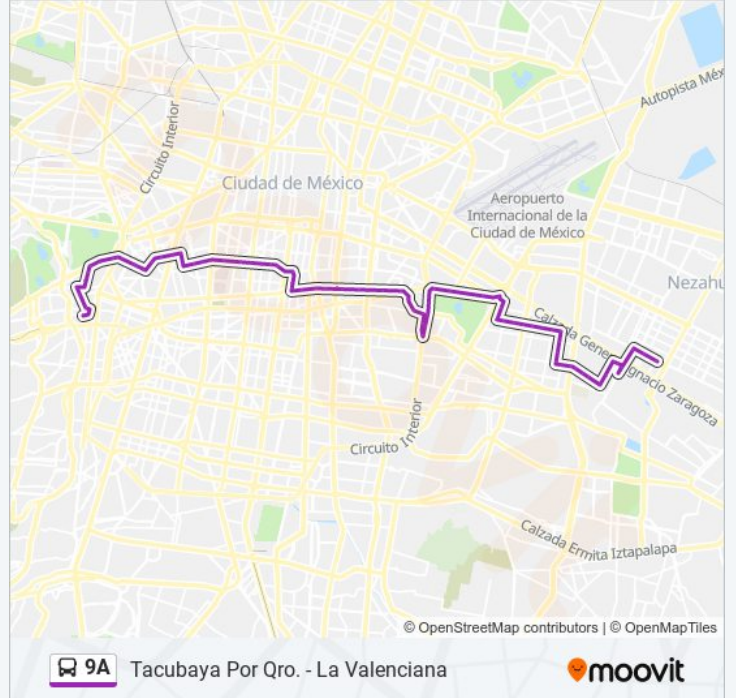 Autopista Méx
Circuito Interior
Ciudad de México
Aeropuerto
Internacional de la
Ciudad de México
Nezahu
Calzada General Ignacio Zaragoza
Circuito Interior
Calzada Ermita Iztapalapa
© OpenStreetMap contributors | © OpenMapTiles
9A Tacubaya Por Qro. - La Valenciana
moovit